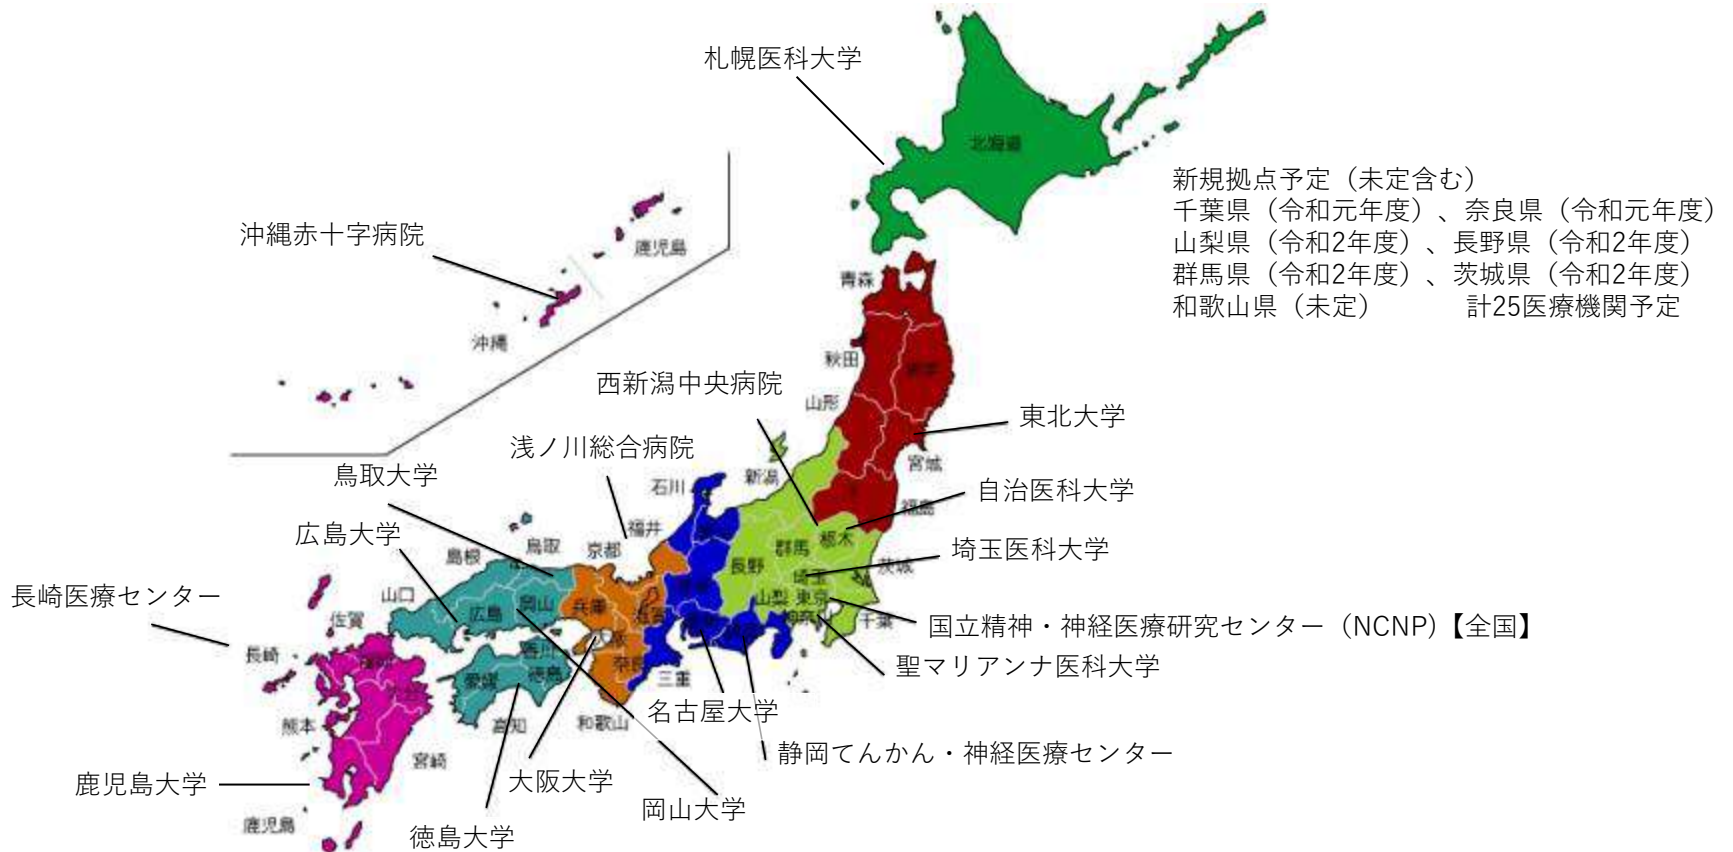 札幌医科大学
北海道
新規拠点予定（未定含む）
千葉県（令和元年度）、奈良県（令和元年度）
山梨県（令和2年度）、長野県（令和2年度）
群馬県（令和2年度）、茨城県（令和2年度）
和歌山県（未定）　　　計25医療機関予定
沖縄赤十字病院
鹿児島
沖縄
青森
秋田
山形
西新潟中央病院
東北大学
宮城
浅ノ川総合病院
新潟
鳥取大学
石川
自治医科大学
福島
広島大学
福井
栃木
群馬
埼玉医科大学
島根
鳥取
京都
長野
埼玉
茨城
長崎医療センター
山口
広島
岡山
兵庫
滋賀
山梨
東京
神奈川
千葉
国立精神・神経医療研究センター（NCNP)【全国】
佐賀
長崎
香川
徳島
愛媛
高知
大阪
奈良
三重
和歌山
聖マリアンナ医科大学
名古屋大学
静岡てんかん・神経医療センター
熊本
宮崎
鹿児島大学
大阪大学
岡山大学
徳島大学
鹿児島